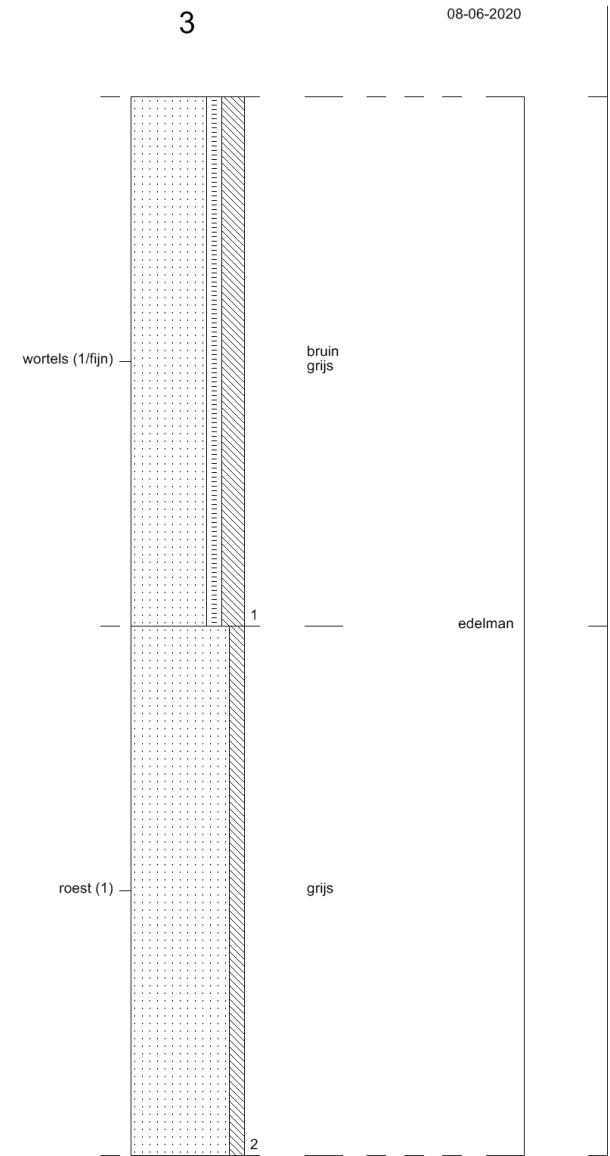 3
08-06-2020
wortels (1/fijn)
bruin
grijs
1
edelman
roest (1)
grijs
2